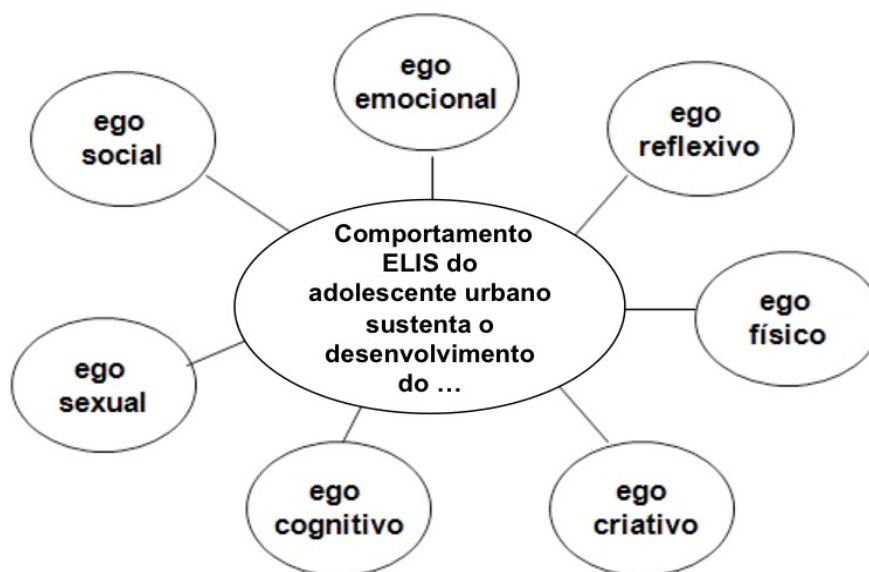 ego
emocional
ego
social
ego
reflexivo
Comportamento
ELIS do
adolescente urbano
sustenta o
desenvolvimento
do ...
ego
físico
ego
sexual
ego
cognitivo
ego
criativo